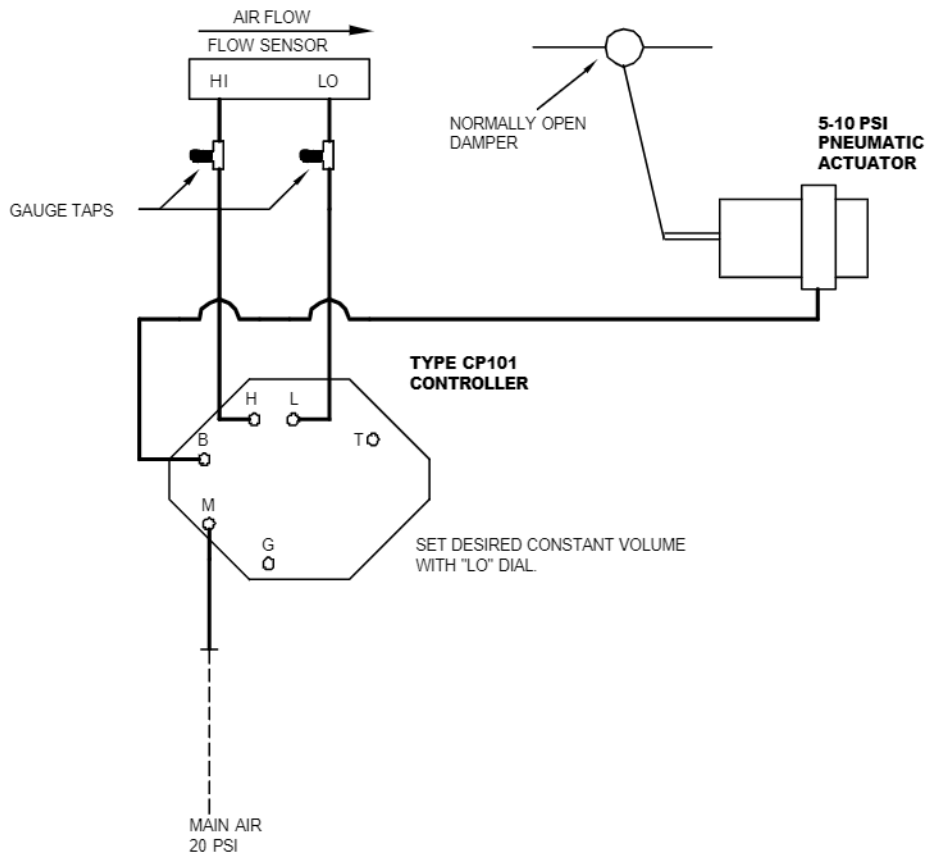 AIR FLOW
FLOW SENSOR
HI
LO
GAUGE TAPS
NORMALLY OPEN
DAMPER
5-10 PSI
PNEUMATIC
ACTUATOR
TYPE CP101
CONTROLLER
H
L
T
B
M
G
SET DESIRED CONSTANT VOLUME
WITH "LO" DIAL.
MAIN AIR
20 PSI